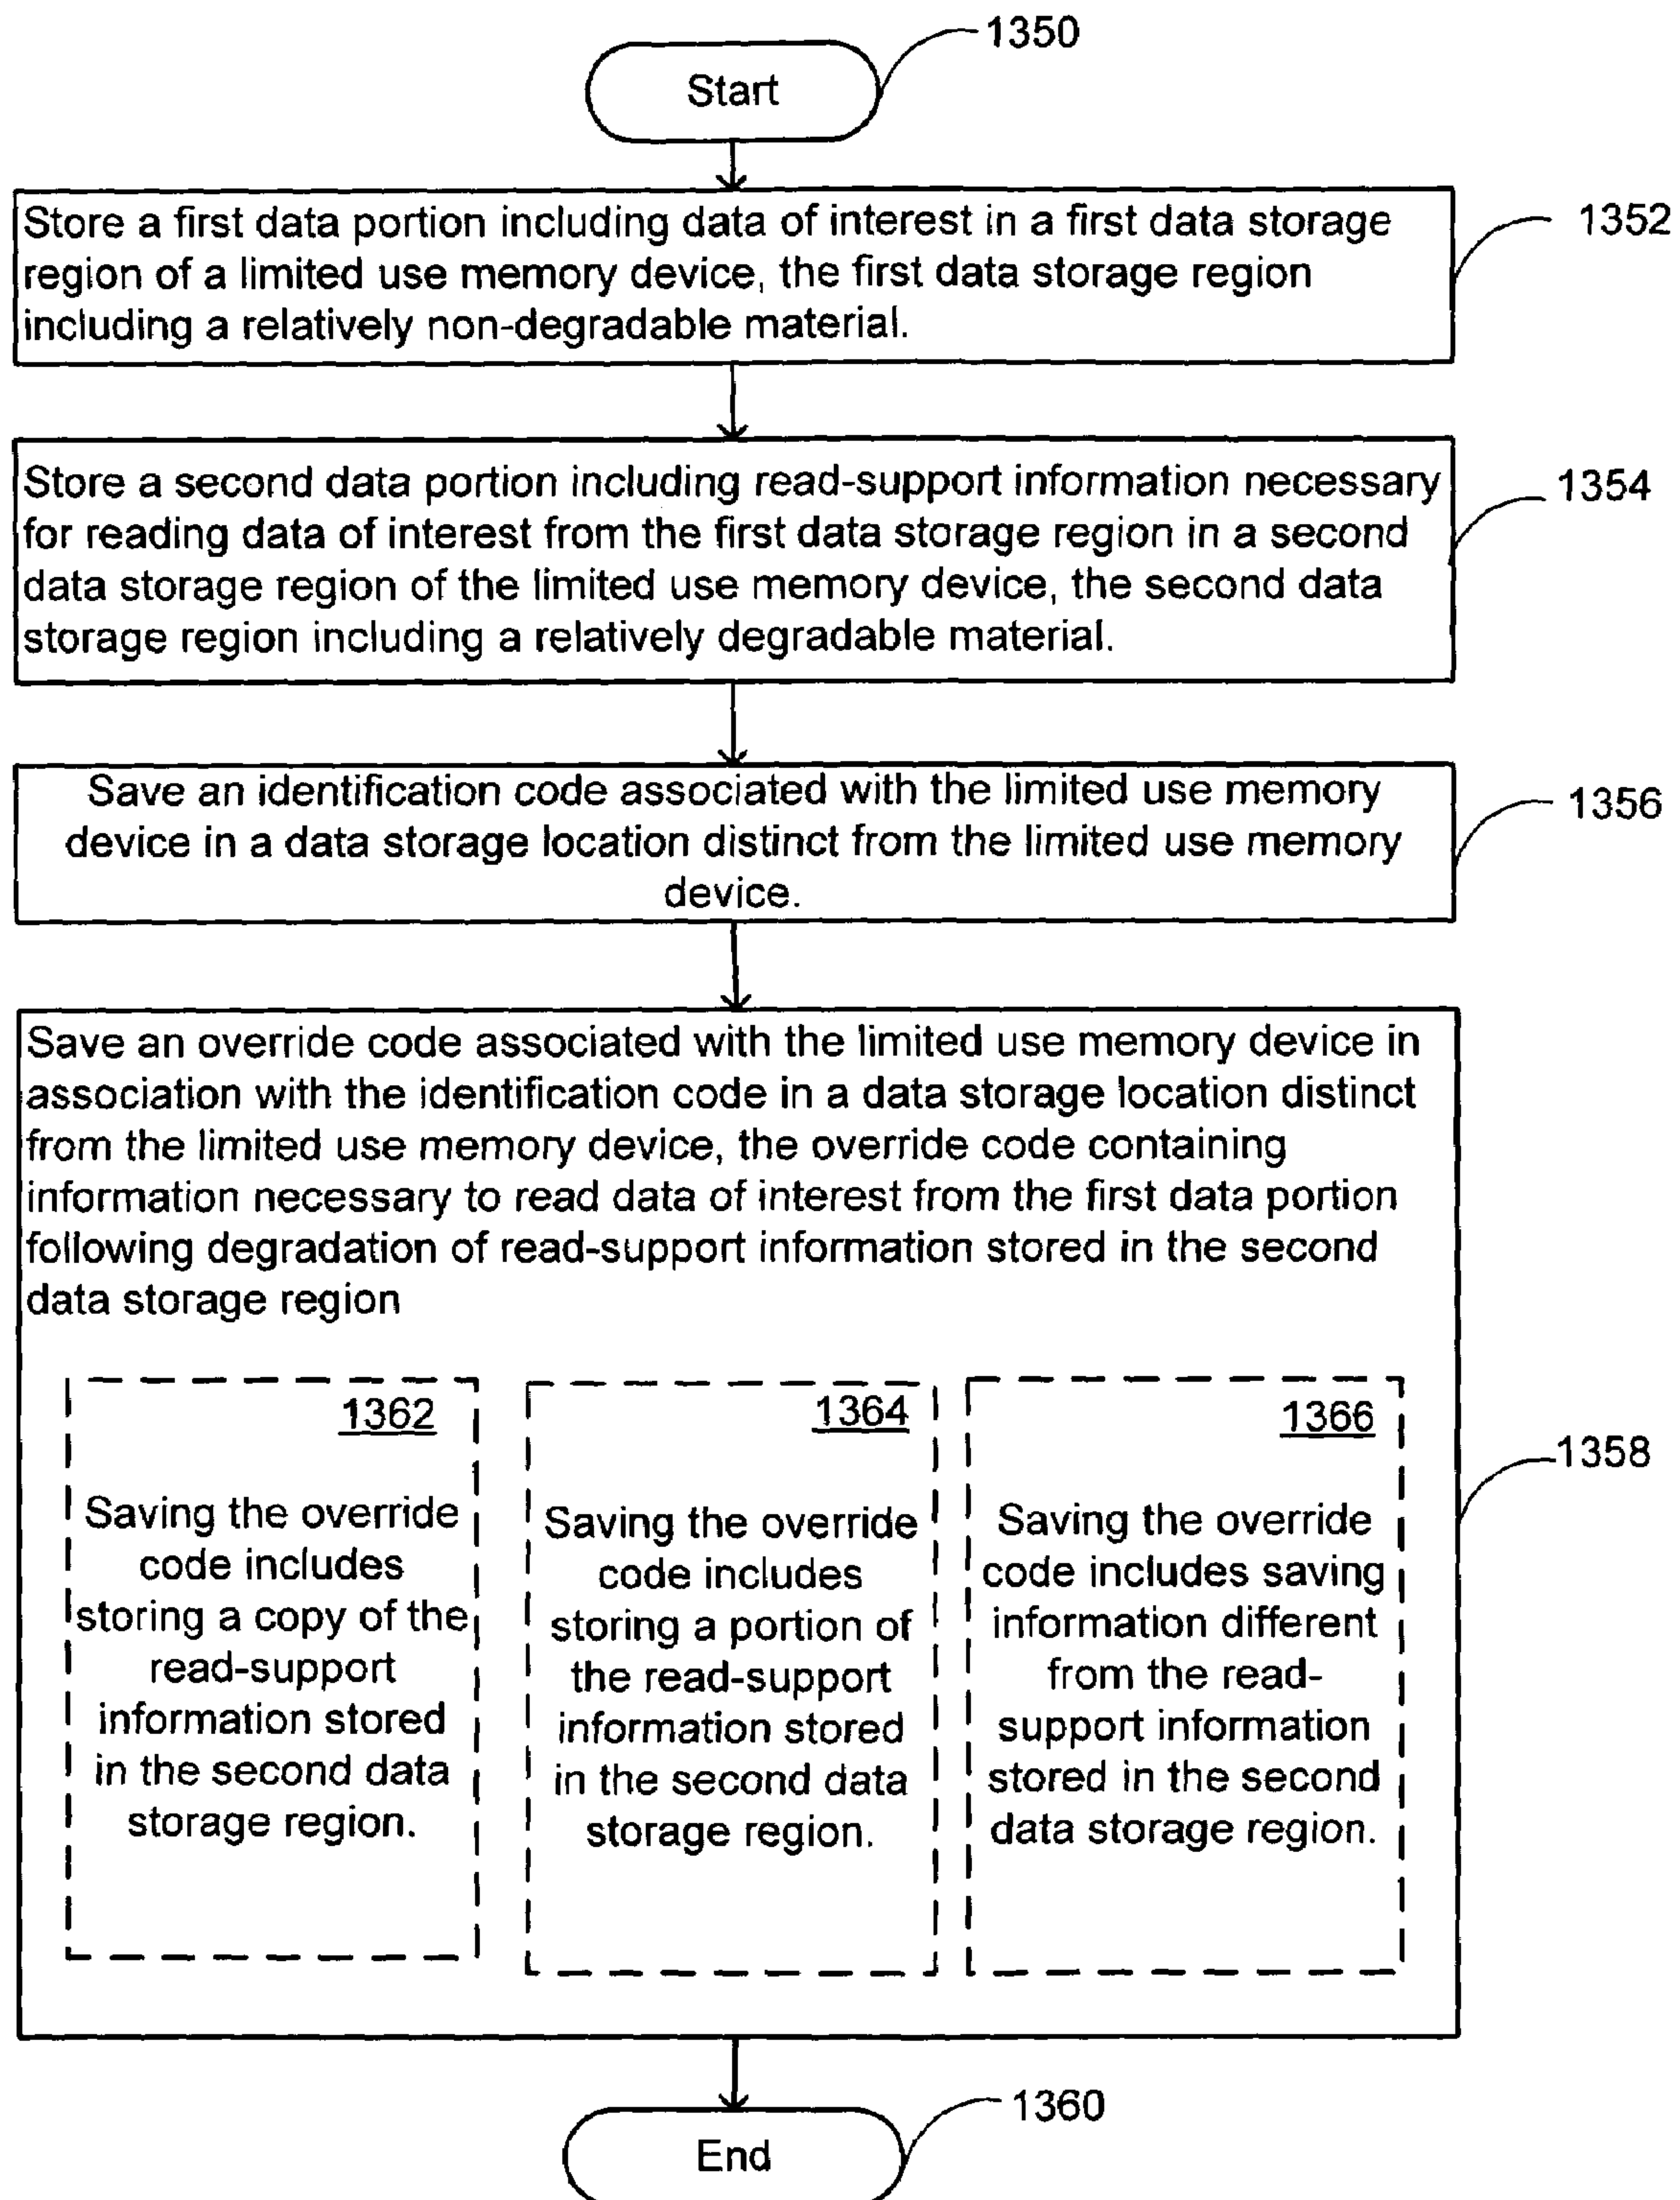 1350
Start
Store a first data portion including data of interest in a first data storage
region of a limited use memory device, the first data storage region
including a relatively non-degradable material.
1352
Store a second data portion including read-support information necessary
for reading data of interest from the first data storage region in a second
data storage region of the limited use memory device, the second data
storage region including a relatively degradable material.
1354
Save an identification code associated with the limited use memory
device in a data storage location distinct from the limited use memory
device.
1356
Save an override code associated with the limited use memory device in
association with the identification code in a data storage location distinct
from the limited use memory device, the override code containing
information necessary to read data of interest from the first data portion
following degradation of read-support information stored in the second
data storage region
1358
1362
Saving the override
code includes
storing a copy of the
read-support
information stored
in the second data
storage region.
1364
Saving the override
code includes
storing a portion of
the read-support
information stored
in the second data
storage region.
1366
Saving the override
code includes saving
information different
from the read-
support information
stored in the second
data storage region.
1360
End